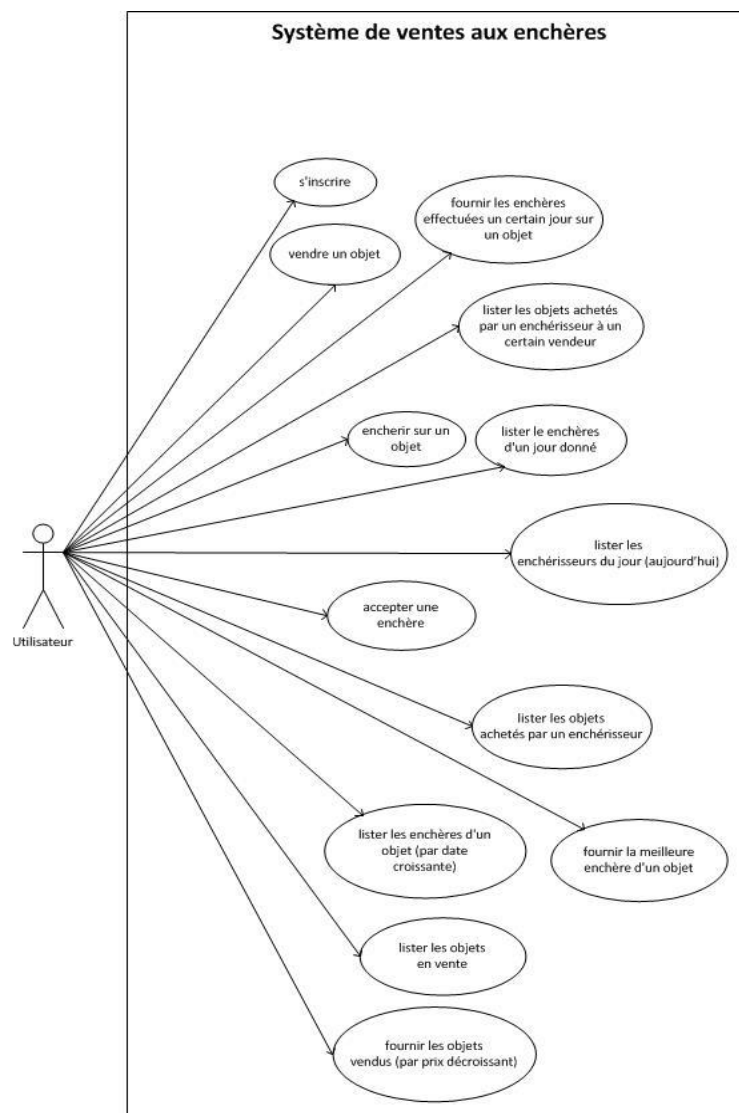 Système de ventes aux enchères
s'inscrire
fournir les enchères
effectuées un certain jour sur
un objet
vendre un objet
lister les objets achetés
par un enchérisseur à un
certain vendeur
encherir sur un
objet
lister le enchères
d'un jour donné
lister les
enchérisseurs du jour (aujourd'hui)
accepter une
enchère
Utilisateur
lister les objets
achetés par un enchérisseur
lister les enchères d'un
objet (par date
croissante)
fournir la meilleure
enchère d'un objet
lister les objets
en vente
fournir les objets
vendus (par prix décroissant)